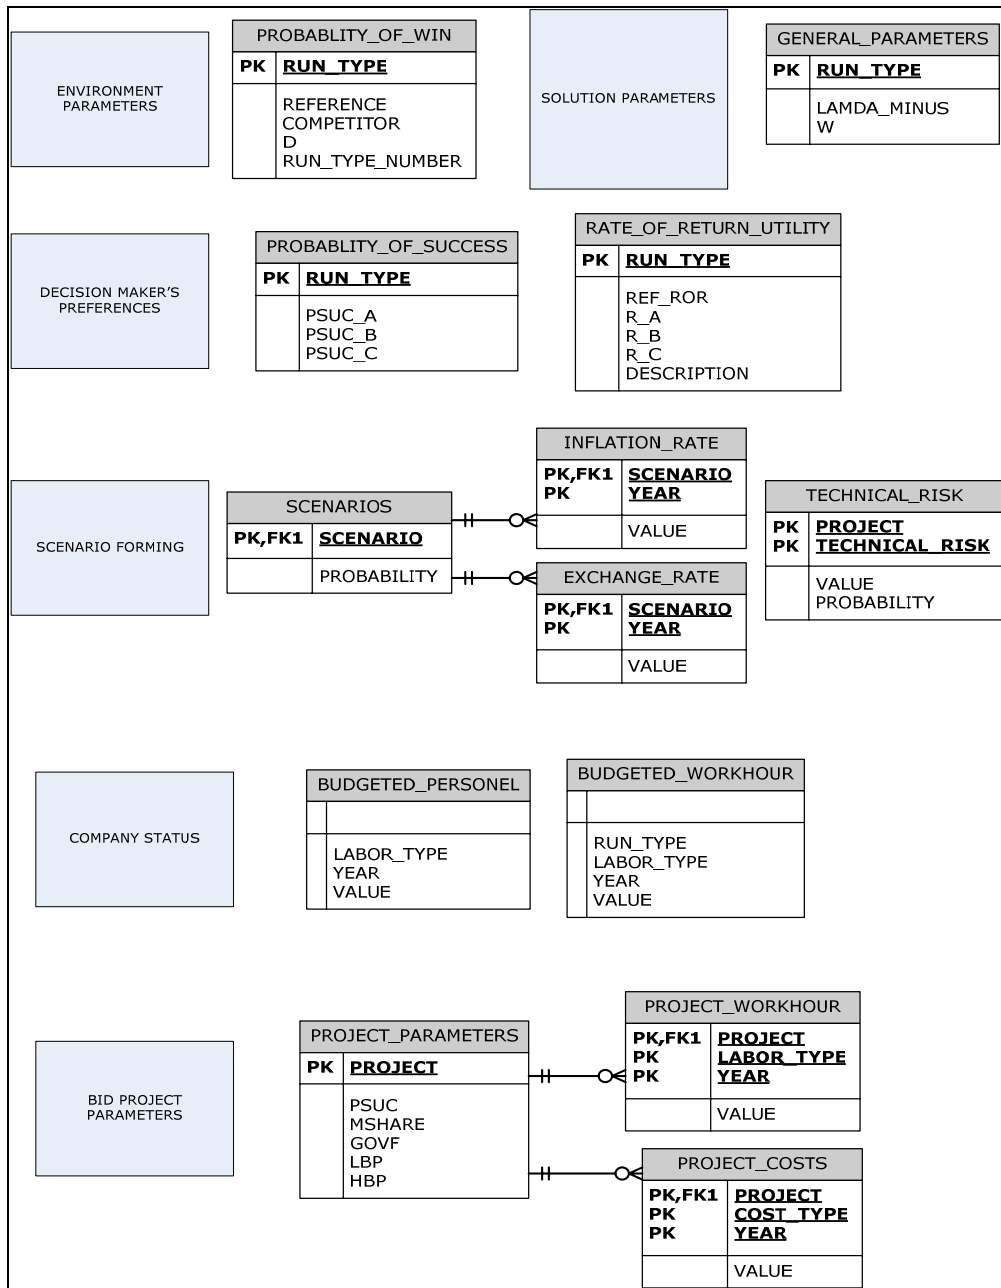 ENVIRONMENT
PARAMETERS
PROBABLITY_OF_WIN
PK RUN_TYPE
REFERENCE
COMPETITOR
D
RUN_TYPE_NUMBER
SOLUTION PARAMETERS
GENERAL_PARAMETERS
PK RUN_TYPE
LAMDA_MINUS
W
DECISION MAKER'S
PREFERENCES
PROBABLITY_OF_SUCCESS
PK RUN_TYPE
PSUC_A
PSUC_B
PSUC_C
RATE_OF_RETURN_UTILITY
PK RUN_TYPE
REF_ROR
R_A
R_B
R_C
DESCRIPTION
SCENARIO FORMING
SCENARIOS
PK,FK1 SCENARIO
PROBABILITY
INFLATION_RATE
PK,FK1 SCENARIO
PK YEAR
VALUE
EXCHANGE_RATE
PK,FK1 SCENARIO
PK YEAR
VALUE
TECHNICAL_RISK
PK PROJECT
PK TECHNICAL_RISK
VALUE
PROBABILITY
COMPANY STATUS
BUDGETED_PERSONEL
LABOR_TYPE
YEAR
VALUE
BUDGETED_WORKHOUR
RUN_TYPE
LABOR_TYPE
YEAR
VALUE
BID PROJECT
PARAMETERS
PROJECT_PARAMETERS
PK PROJECT
PSUC
MSHARE
GOVF
LBP
HBP
PROJECT_WORKHOUR
PK,FK1 PROJECT
PK LABOR_TYPE
PK YEAR
VALUE
PROJECT_COSTS
PK,FK1 PROJECT
PK COST_TYPE
PK YEAR
VALUE